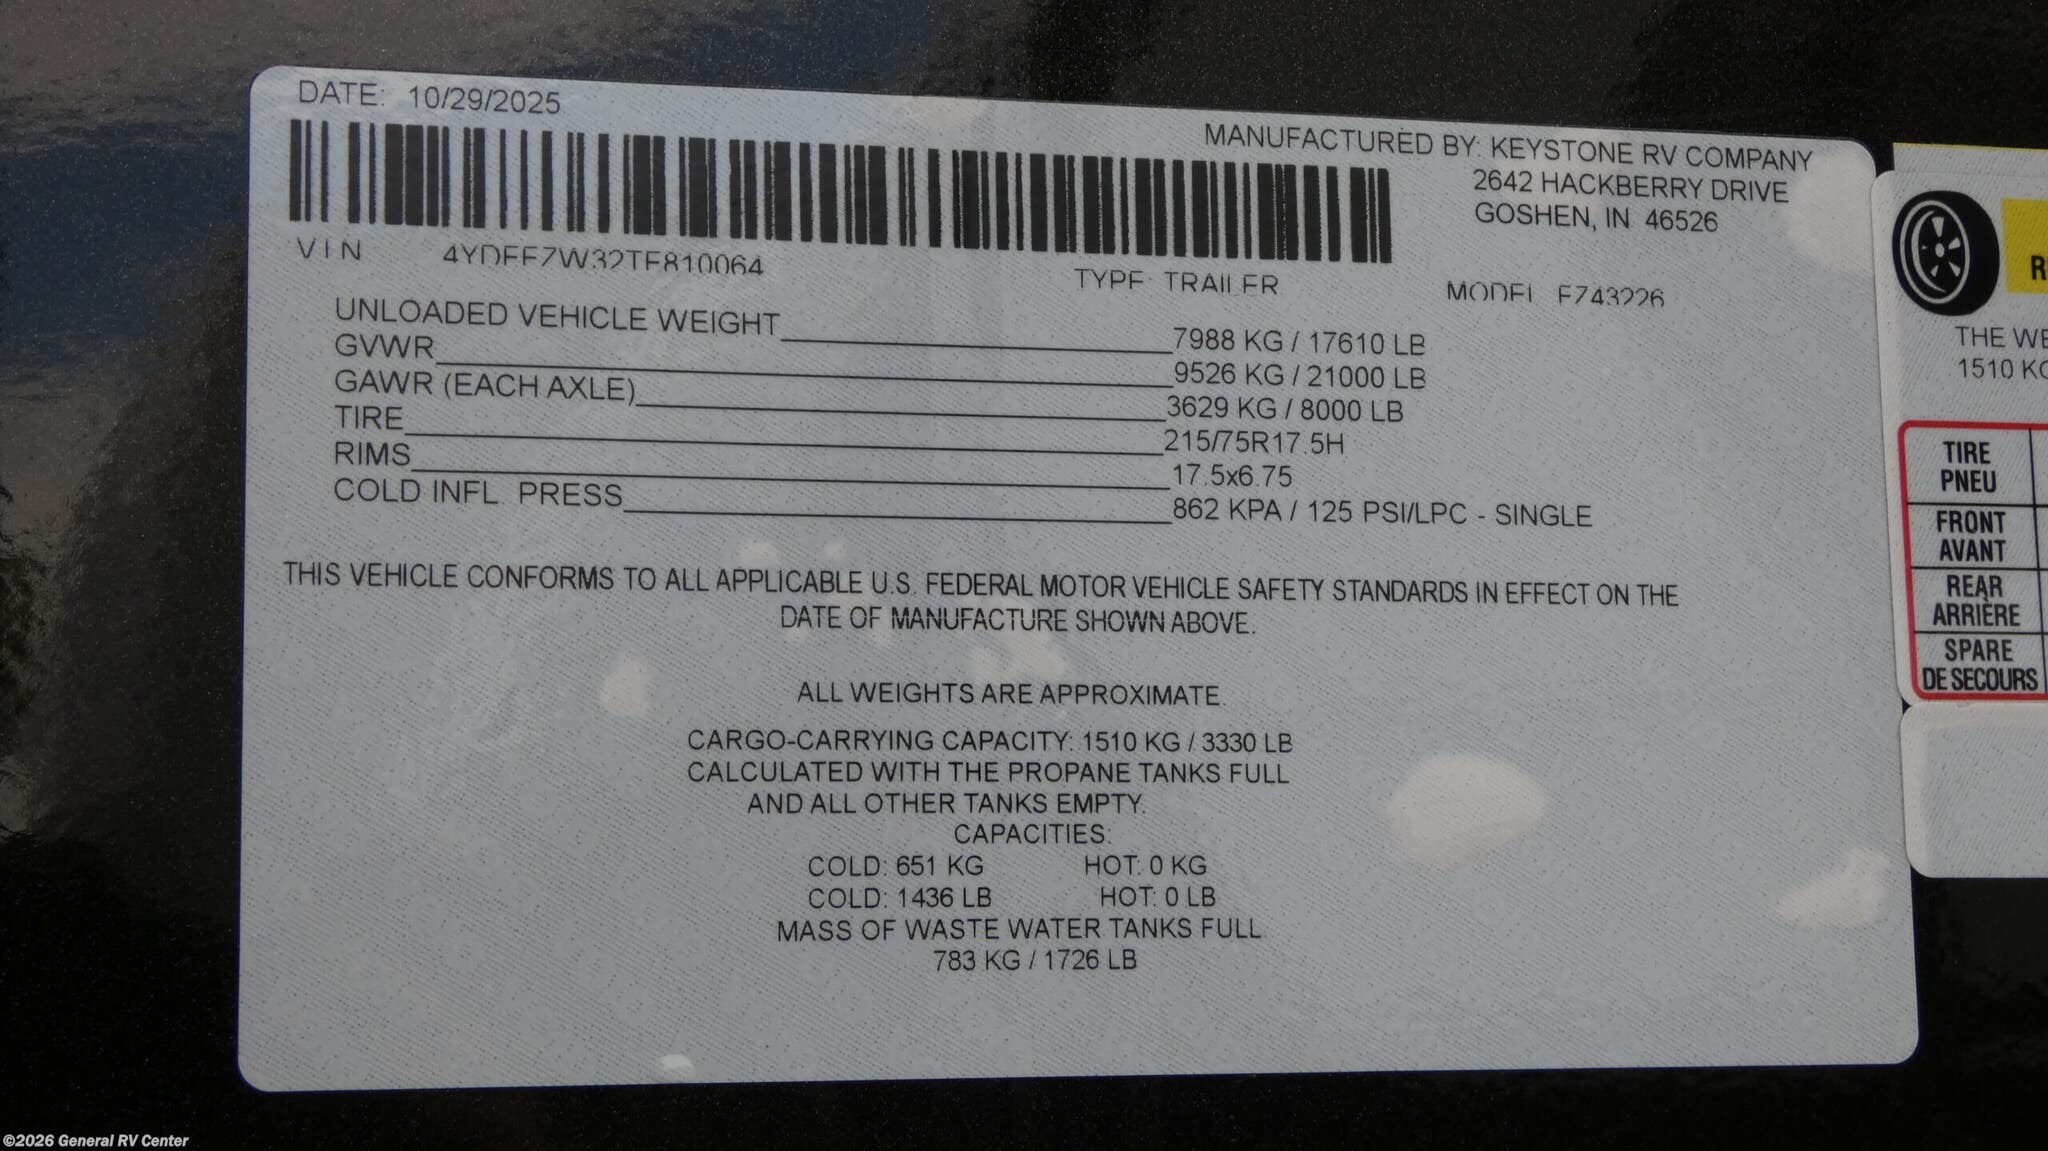 DATE: 10/29/2025
MANUFACTURED BY: KEYSTONE RV COMPANY
2642 HACKBERRY DRIVE
GOSHEN, IN 46526
VIN
TYPE: TRAILER
MODEL FZ43226
UNLOADED VEHICLE WEIGHT 7988 KG / 17610 LB
GVWR 9526 KG / 21000 LB
GAWR (EACH AXLE) 3629 KG / 8000 LB
TIRE 215/75R17.5H
RIMS 17.5x6.75
COLD INFL PRESS 862 KPA / 125 PSI/LPC - SINGLE
THIS VEHICLE CONFORMS TO ALL APPLICABLE U.S. FEDERAL MOTOR VEHICLE SAFETY STANDARDS IN EFFECT ON THE
DATE OF MANUFACTURE SHOWN ABOVE.
ALL WEIGHTS ARE APPROXIMATE.
CARGO-CARRYING CAPACITY: 1510 KG / 3330 LB
CALCULATED WITH THE PROPANE TANKS FULL
AND ALL OTHER TANKS EMPTY.
CAPACITIES:
COLD: 651 KG HOT: 0 KG
COLD: 1436 LB HOT: 0 LB
MASS OF WASTE WATER TANKS FULL
783 KG / 1726 LB
THE
1510
TIRE
PNEU
FRONT
AVANT
REAR
ARRIÈRE
SPARE
DE SECOURS
©2026 General RV Center